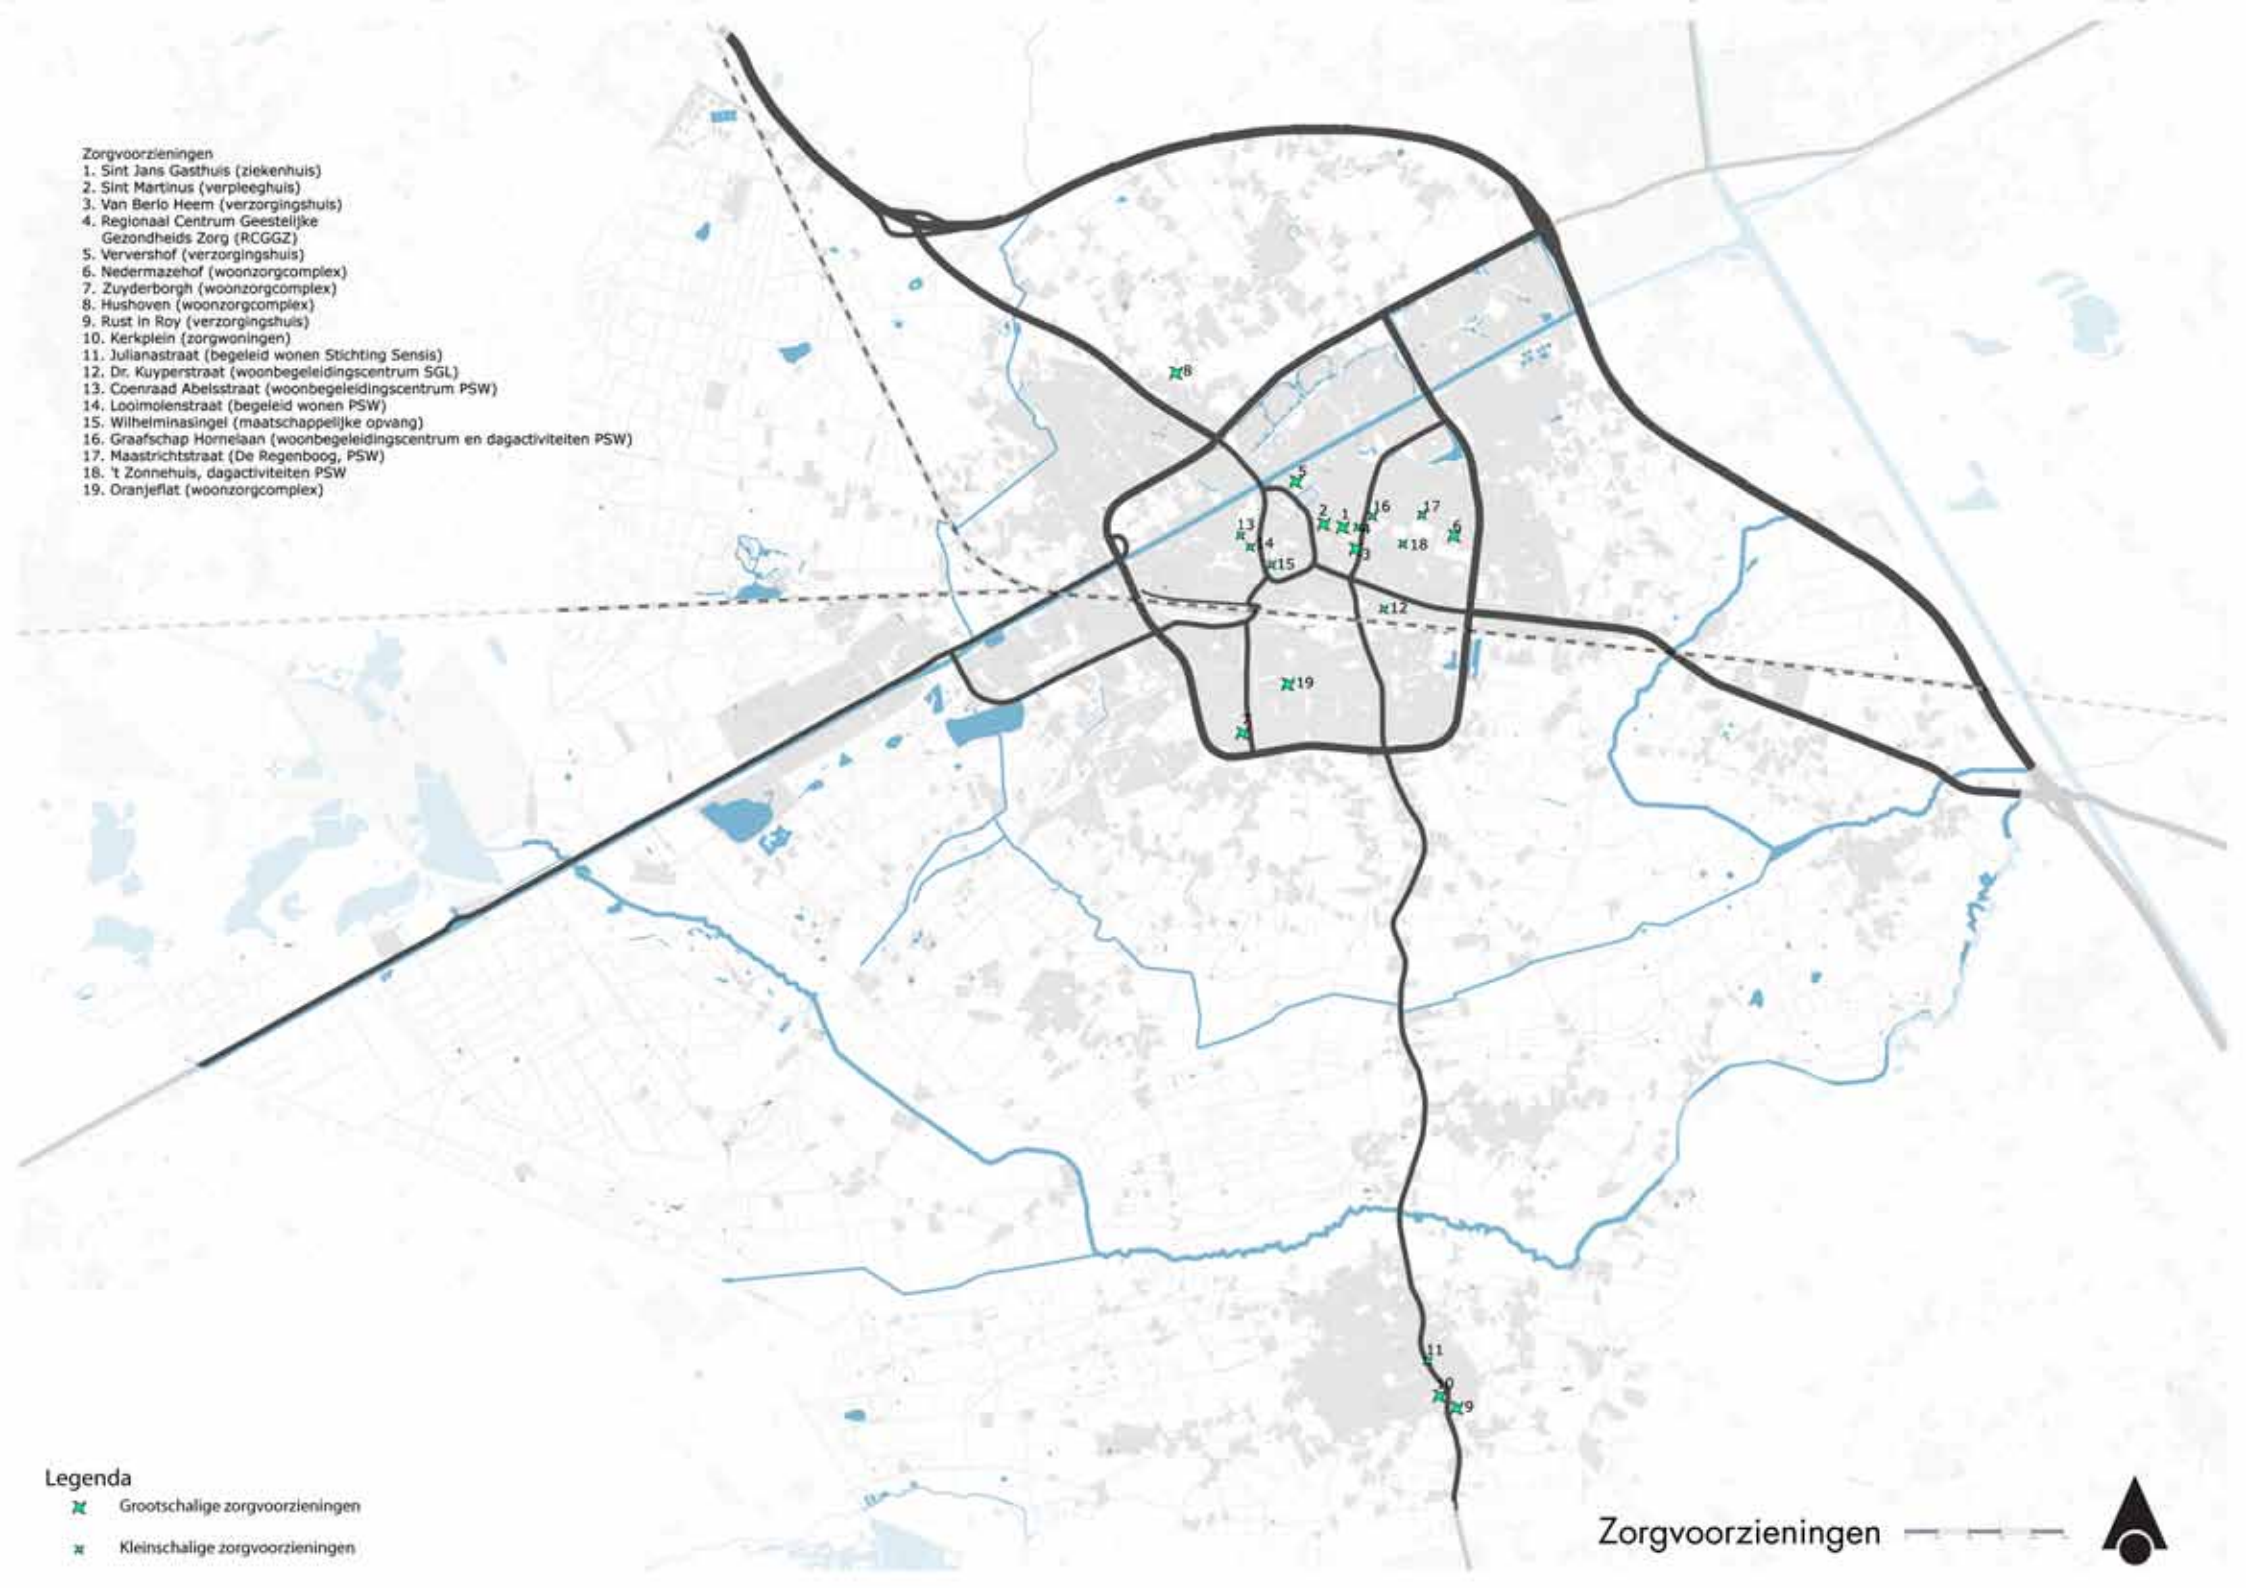 Zorgvoorzieningen
1. Sint Jans Gasthuis (ziekenhuis)
2. Sint Martinus (verpleeghuis)
3. Van Berlo Heem (verzorgingshuis)
4. Regionaal Centrum Geestelijke
Gezondheids Zorg (RCGGZ)
5. Ververshof (verzorgingshuis)
6. Nedermazehof (woonzorgcomplex)
7. Zuyderborgh (woonzorgcomplex)
8. Hushoven (woonzorgcomplex)
9. Rust in Roy (verzorgingshuis)
10. Kerkplein (zorgwoningen)
11. Julianastraat (begeleid wonen Stichting Sensis)
12. Dr. Kuyperstraat (woonbegeleidingscentrum SGL)
13. Coenraad Abelsstraat (woonbegeleidingscentrum PSW)
14. Looimolenstraat (begeleid wonen PSW)
15. Wilhelminasingel (maatschappelijke opvang)
16. Graafschap Hornelaan (woonbegeleidingscentrum en dagactiviteiten PSW)
17. Maastrichtstraat (De Regenboog, PSW)
18. 't Zonnehuis, dagactiviteiten PSW
19. Oranjeflat (woonzorgcomplex)
8
5
16
17
2
1
4
6
13
14
3
18
15
12
19
7
11
10
9
Legenda
Grootschalige zorgvoorzieningen
Kleinschalige zorgvoorzieningen
Zorgvoorzieningen